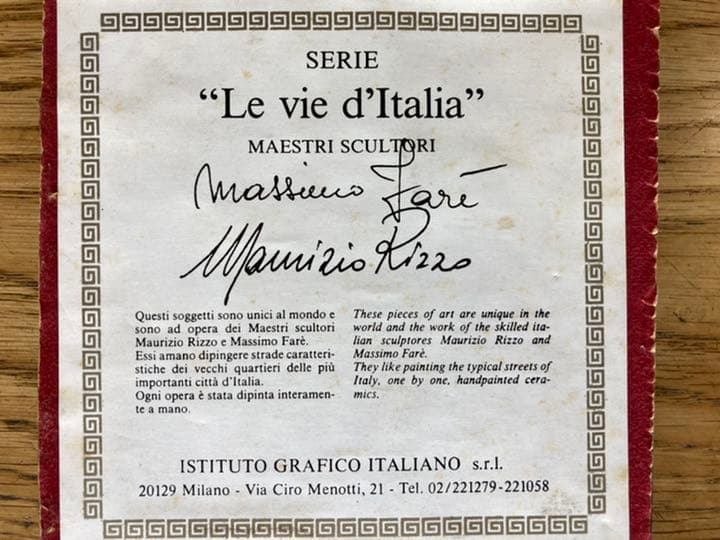 SERIE
“Le vie d’Italia”
MAESTRI SCULTORI
Massimo Farè
Maurizio Rizzo
Questi soggetti sono unici al mondo e
sono ad opera dei Maestri scultori
Maurizio Rizzo e Massimo Farè.
Essi amano dipingere strade caratteri-
stiche dei vecchi quartieri delle più
importanti città d’Italia.
Ogni opera è stata dipinta interamen-
te a mano.
These pieces of art are unique in the
world and the work of the skilled ita-
lian sculptores Maurizio Rizzo and
Massimo Farè.
They like painting the typical streets of
Italy, one by one, handpainted cera-
mics.
ISTITUTO GRAFICO ITALIANO s.r.l.
20129 Milano - Via Ciro Menotti, 21 - Tel. 02/221279-221058